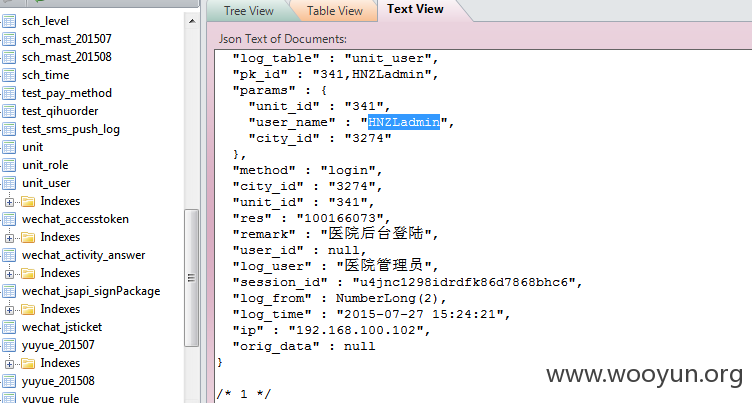 Tree View
Table View
Text View
Json Text of Documents:
sch_level
sch_mast_201507
sch_mast_201508
sch_time
test_pay_method
test_qihuorder
test_sms_push_log
unit
unit_role
unit_user
Indexes
wechat_accesstoken
Indexes
wechat_activity_answer
Indexes
wechat_jsapi_signPackage
Indexes
wechat_jsticket
yuyue_201507
Indexes
yuyue_201508
yuyue_rule
"log_table" : "unit_user",
"pk_id" : "341,HNZLadmin",
"params" : {
"unit_id" : "341",
"user_name" : "HNZLadmin",
"city_id" : "3274"
},
"method" : "login",
"city_id" : "3274",
"unit_id" : "341",
"res" : "100166073",
"remark" : "医院后台登陆",
"user_id" : null,
"log_user" : "医院管理员",
"session_id" : "u4jnc1298idrdfk86d7868bhc6",
"log_from" : NumberLong(2),
"log_time" : "2015-07-27 15:24:21",
"ip" : "192.168.100.102",
"orig_data" : null
}
/* 1 */
www.wooyun.org